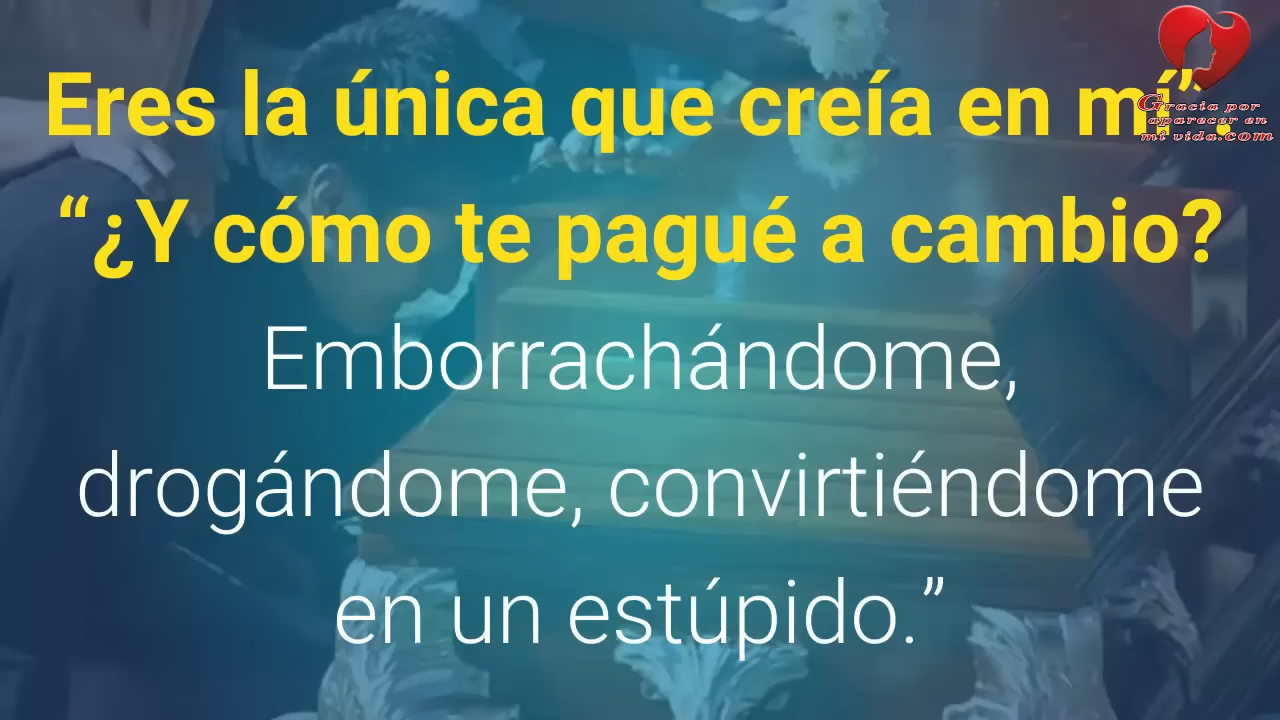 Eres la única que creía en mí”.
“¿Y cómo te pagué a cambio?
Emborrachándome,
drogándome, convirtiéndome
en un estúpido.”
Gracia por
aparecer en
mi vida.com